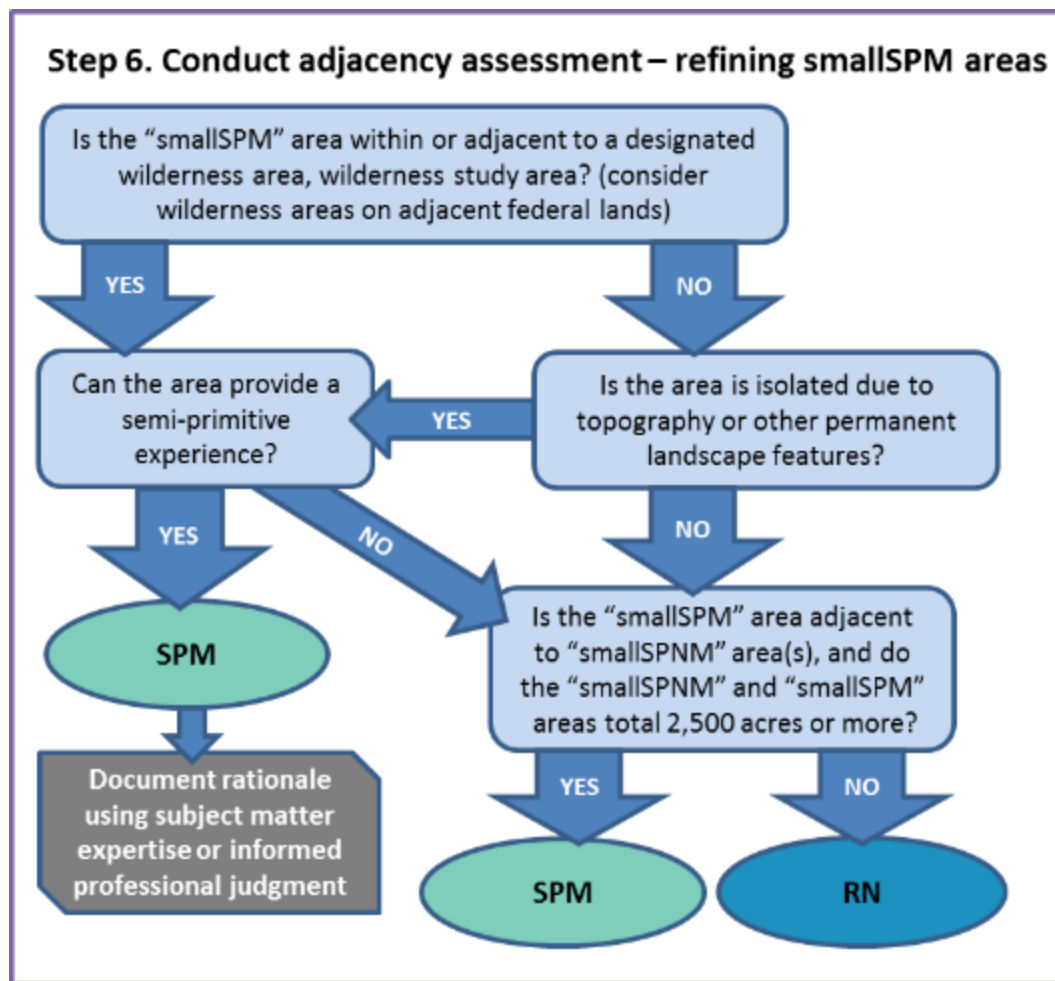 Step 6. Conduct adjacency assessment – refining smallSPM areas
Is the “smallSPM” area within or adjacent to a designated
wilderness area, wilderness study area? (consider
wilderness areas on adjacent federal lands)
YES
NO
Can the area provide a
semi-primitive
experience?
YES
Is the area is isolated due to
topography or other permanent
landscape features?
YES
NO
NO
Is the “smallSPM” area adjacent
to “smallSPNM” area(s), and do
the “smallSPNM” and “smallSPM”
areas total 2,500 acres or more?
SPM
Document rationale
using subject matter
expertise or informed
professional judgment
YES
NO
SPM
RN